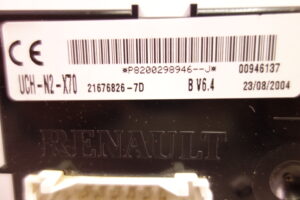 CE
*P8200298946--J* 00946137
UCH-N2-X70 21676826-7D B V6.4 23/08/2004
RENAULT